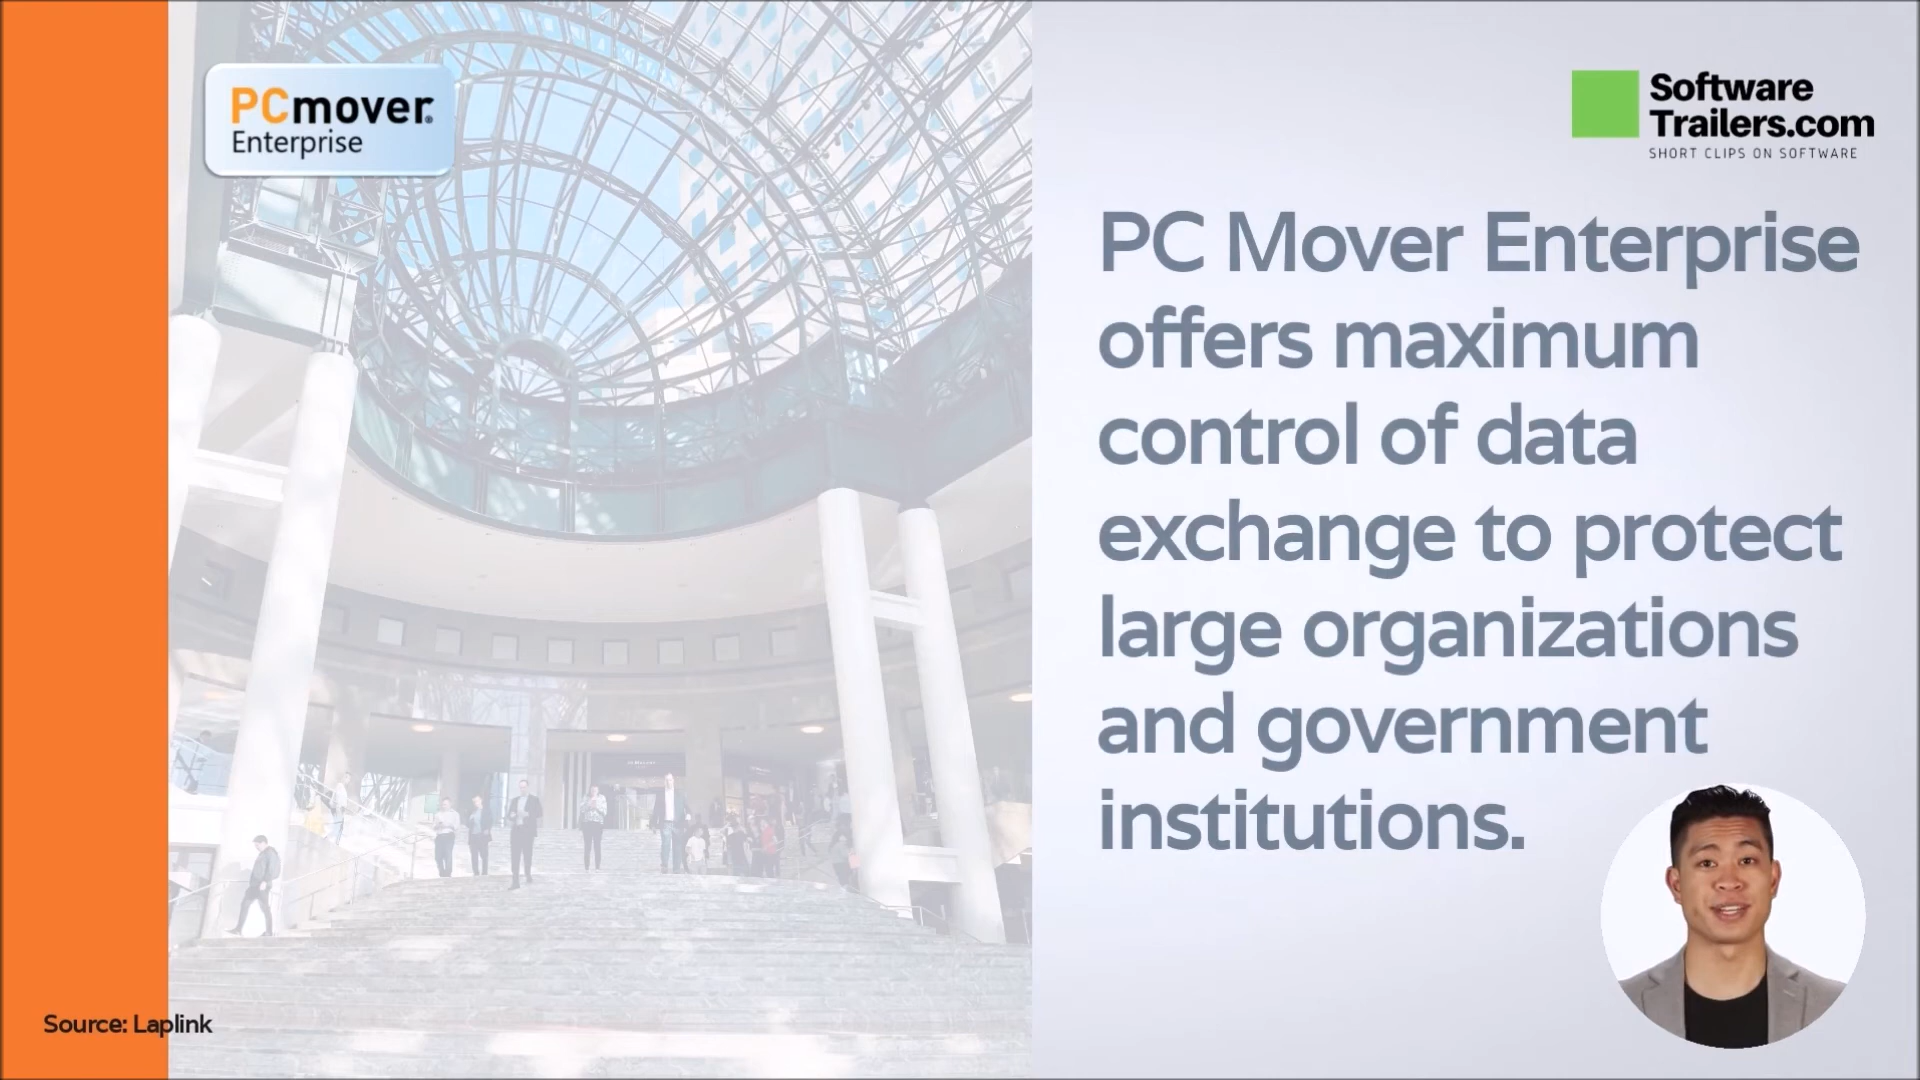 PCmover®
Enterprise
Software
Trailers.com
SHORT CLIPS ON SOFTWARE
PC Mover Enterprise
offers maximum
control of data
exchange to protect
large organizations
and government
institutions.
Source: Laplink